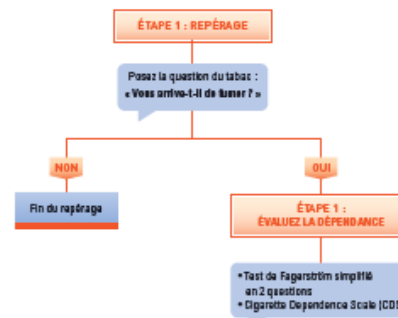 ÉTAPE 1 : REPÉRAGE
Posez la question du tabac :
« Vous arrive-t-il de fumer ? »
NON
OUI
Fin du repérage
ÉTAPE 1 :
ÉVALUEZ LA DÉPENDANCE
• Test de Fagerström simplifié
en 2 questions
• Cigarette Dependence Scale (CDS